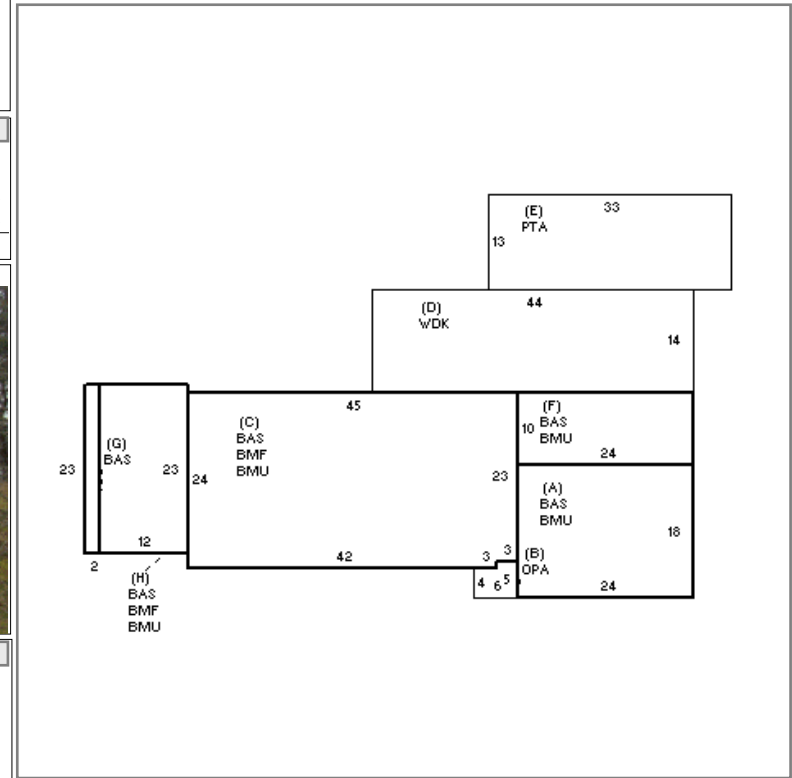 (E)
PTA
33
13
(D)
WDK
44
14
45
(C)
BAS
BMF
BMU
(F)
BAS
BMU
10
24
(G)
BAS
23
23
24
23
(A)
BAS
BMU
18
12
42
3
3
(B)
OPA
2
4
6
5
24
(H)
BAS
BMF
BMU